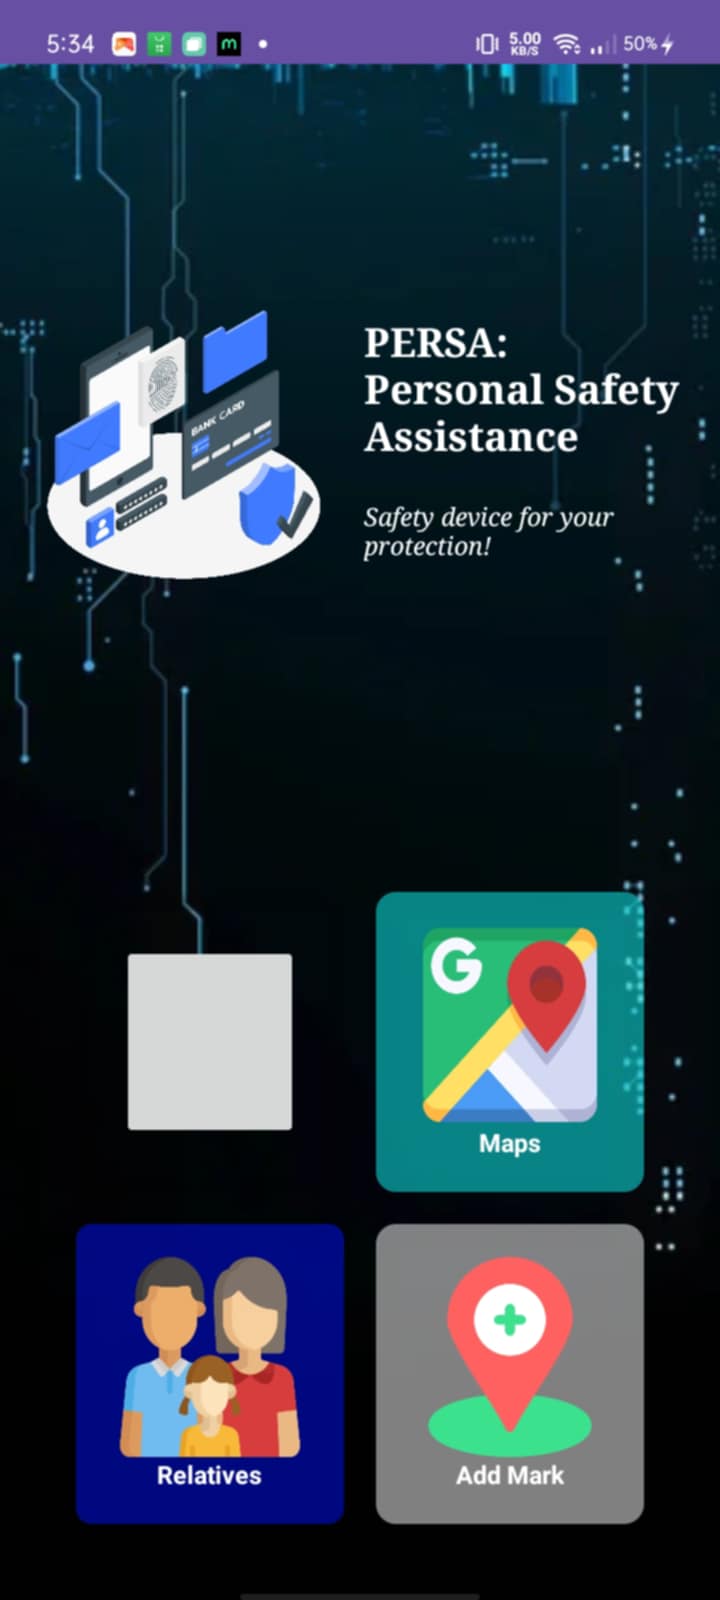 5:34
5.00
KB/S
50%
PERSA:
Personal Safety
Assistance
BANK CARD
Safety device for your
protection!
G
Maps
Relatives
Add Mark